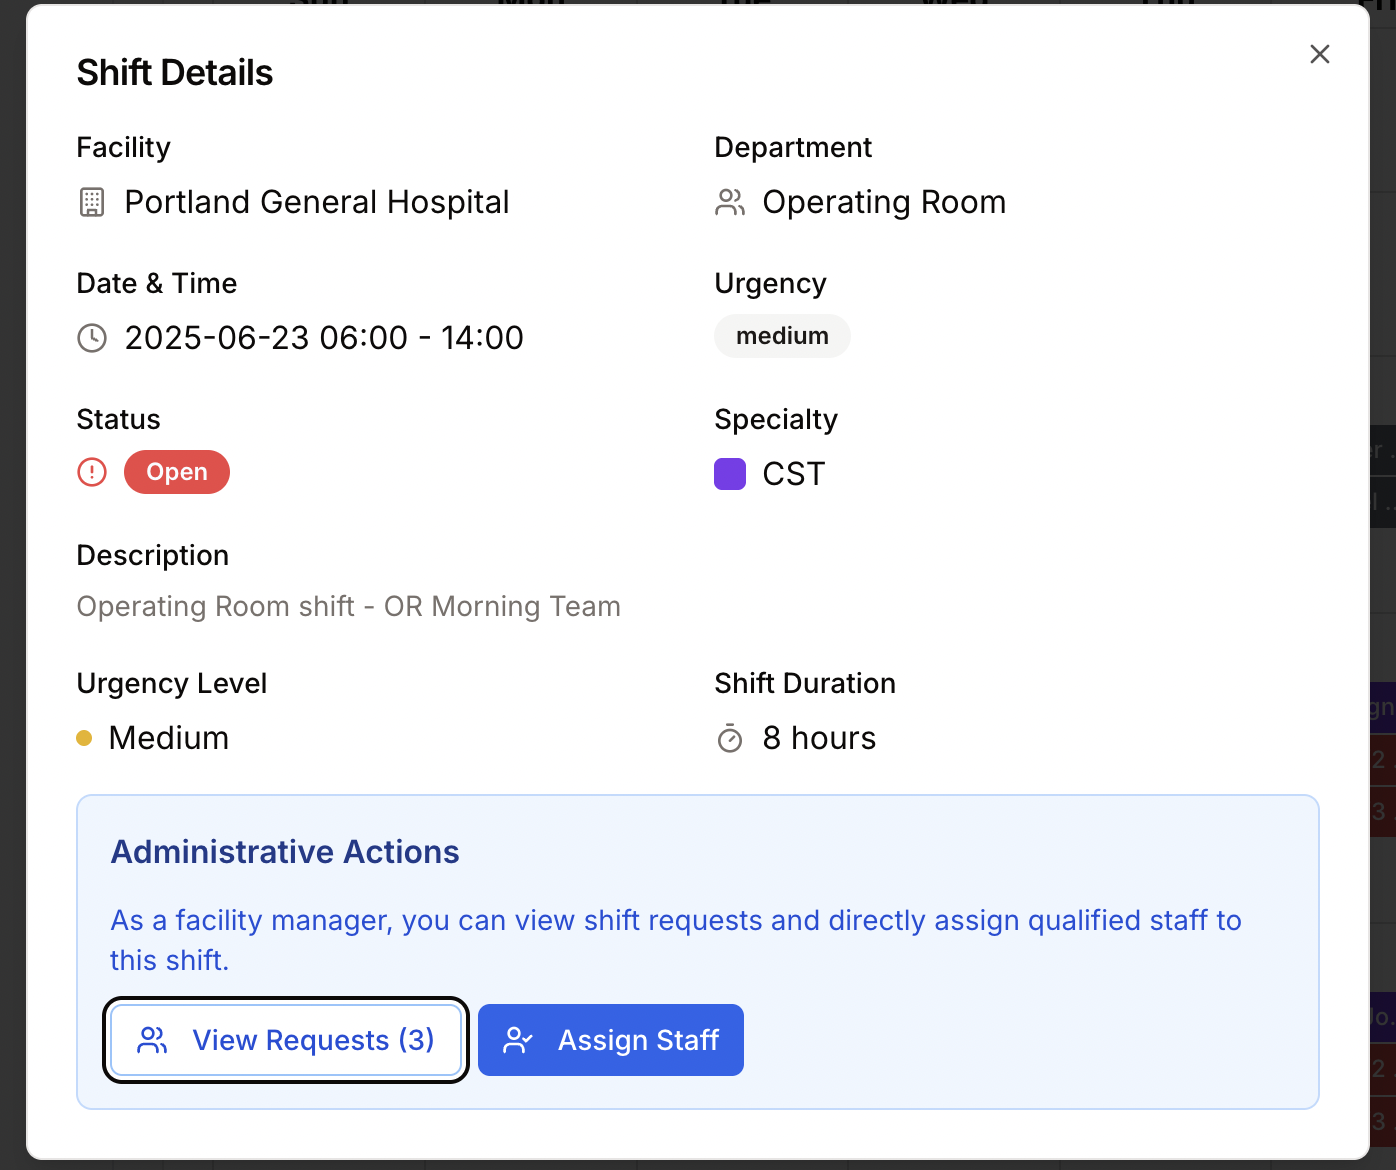 Shift Details
Facility
Department
Portland General Hospital
Operating Room
Date & Time
Urgency
2025-06-23 06:00 - 14:00
medium
Status
Specialty
Open
CST
Description
Operating Room shift - OR Morning Team
Urgency Level
Shift Duration
Medium
8 hours
Administrative Actions
As a facility manager, you can view shift requests and directly assign qualified staff to
this shift.
View Requests (3)
Assign Staff